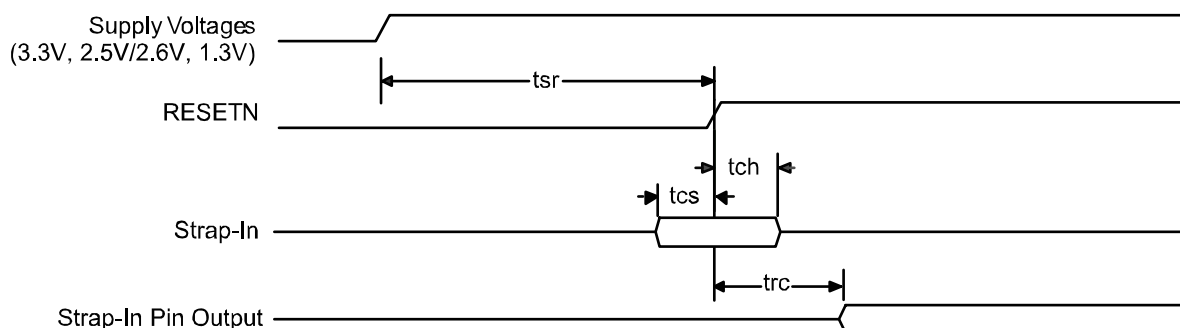 Supply Voltages
(3.3V, 2.5V/2.6V, 1.3V)
tsr
RESETN
tch
tcs
Strap-In
trc
Strap-In Pin Output